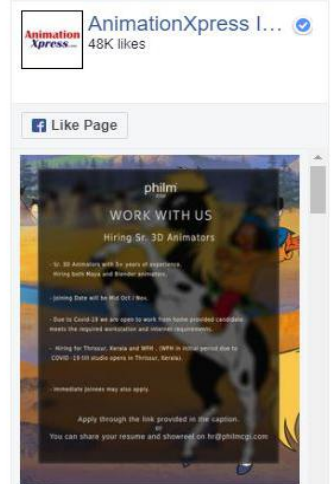 Animation
Xpress.com
AnimationXpress I...
48K likes
Like Page
philm
CGI
WORK WITH US
Hiring Sr. 3D Animators
- Sr. 3D Animators with 5+ years of experience.
Hiring both Maya and Blender animators.
- Joining Date will be Mid Oct / Nov.
- Due to Covid-19 we are open to work from home provided candidate
meets the required workstation and internet requirements.
- Hiring for Thrissur, Kerala and WFH . (WFH in initial period due to
COVID -19 till studio opens in Thrissur, Kerala).
- Immediate Joinees may also apply.
Apply through the link provided in the caption.
or
You can share your resume and showreel on hr@philmcgi.com